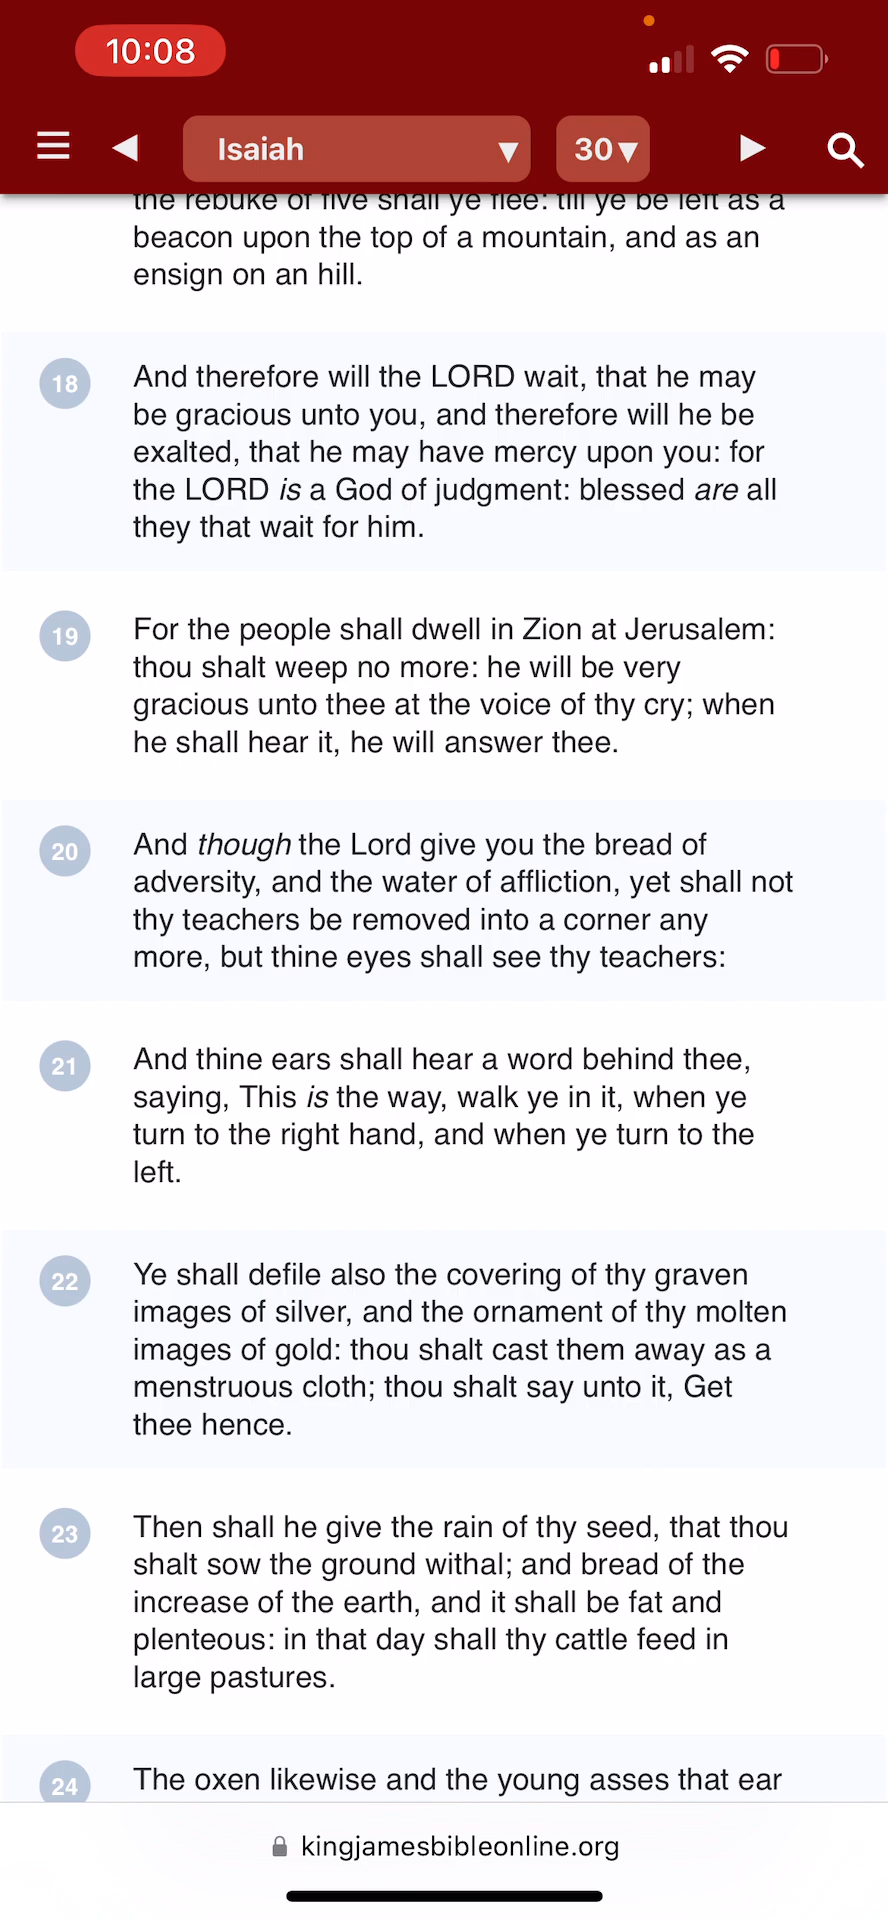 10:08
Isaiah ▼ 30▼
the rebuke of five shall ye flee: till ye be left as a
beacon upon the top of a mountain, and as an
ensign on an hill.
18 And therefore will the LORD wait, that he may
be gracious unto you, and therefore will he be
exalted, that he may have mercy upon you: for
the LORD is a God of judgment: blessed are all
they that wait for him.
19 For the people shall dwell in Zion at Jerusalem:
thou shalt weep no more: he will be very
gracious unto thee at the voice of thy cry; when
he shall hear it, he will answer thee.
20 And though the Lord give you the bread of
adversity, and the water of affliction, yet shall not
thy teachers be removed into a corner any
more, but thine eyes shall see thy teachers:
21 And thine ears shall hear a word behind thee,
saying, This is the way, walk ye in it, when ye
turn to the right hand, and when ye turn to the
left.
22 Ye shall defile also the covering of thy graven
images of silver, and the ornament of thy molten
images of gold: thou shalt cast them away as a
menstruous cloth; thou shalt say unto it, Get
thee hence.
23 Then shall he give the rain of thy seed, that thou
shalt sow the ground withal; and bread of the
increase of the earth, and it shall be fat and
plenteous: in that day shall thy cattle feed in
large pastures.
24 The oxen likewise and the young asses that ear
kingjamesbibleonline.org